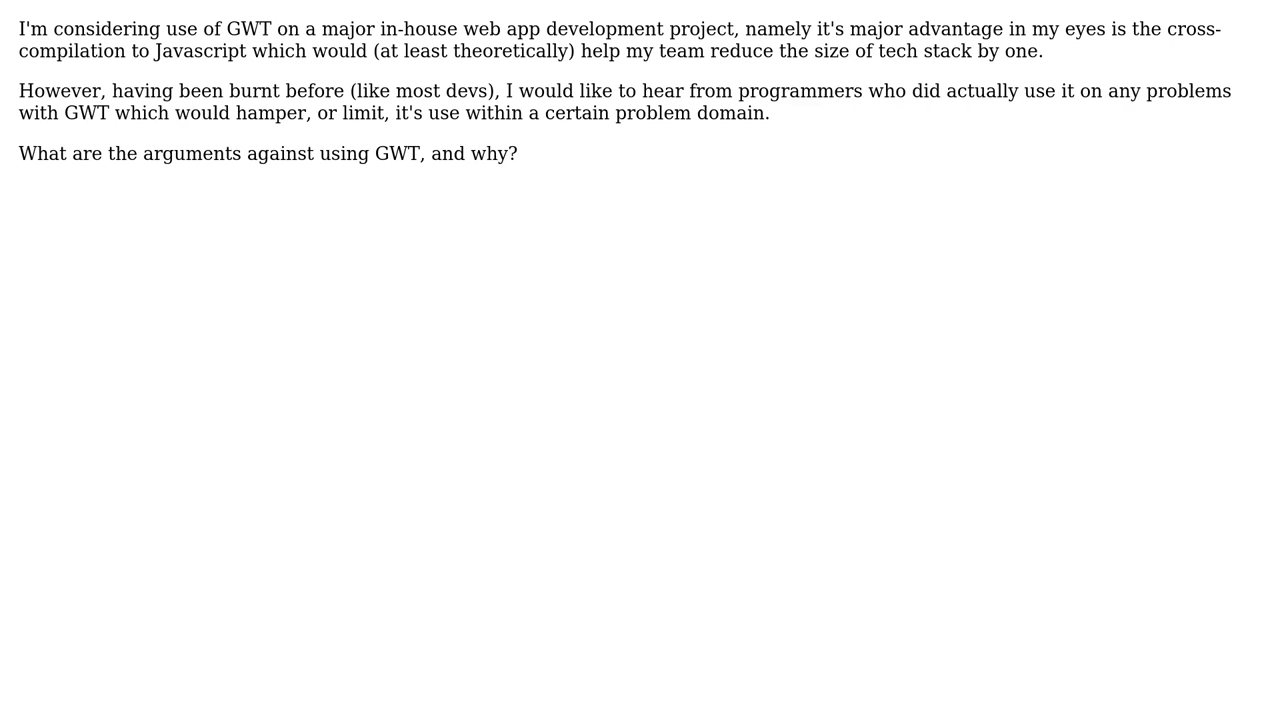 I'm considering use of GWT on a major in-house web app development project, namely it's major advantage in my eyes is the cross-
compilation to Javascript which would (at least theoretically) help my team reduce the size of tech stack by one.
However, having been burnt before (like most devs), I would like to hear from programmers who did actually use it on any problems
with GWT which would hamper, or limit, it's use within a certain problem domain.
What are the arguments against using GWT, and why?